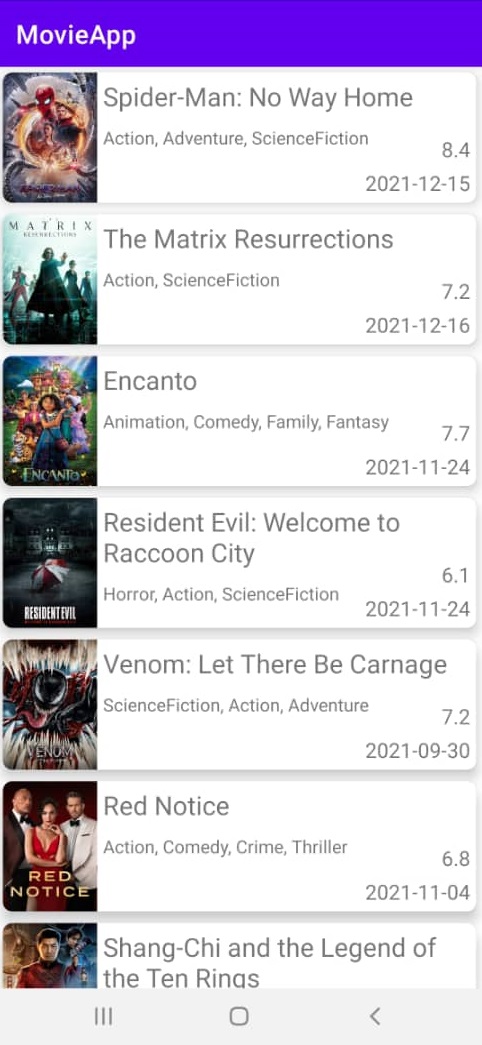 MovieApp
Spider-Man: No Way Home
Action, Adventure, ScienceFiction
8.4
2021-12-15
MATRIX
RESURRECTIONS
The Matrix Resurrections
Action, ScienceFiction
7.2
2021-12-16
ENCANTO
Encanto
Animation, Comedy, Family, Fantasy
7.7
2021-11-24
RESIDENT EVIL
Resident Evil: Welcome to
Raccoon City
Horror, Action, ScienceFiction
6.1
2021-11-24
VENOM
Venom: Let There Be Carnage
ScienceFiction, Action, Adventure
7.2
2021-09-30
RED
NOTICE
Red Notice
Action, Comedy, Crime, Thriller
6.8
2021-11-04
Shang-Chi and the Legend of
the Ten Rings